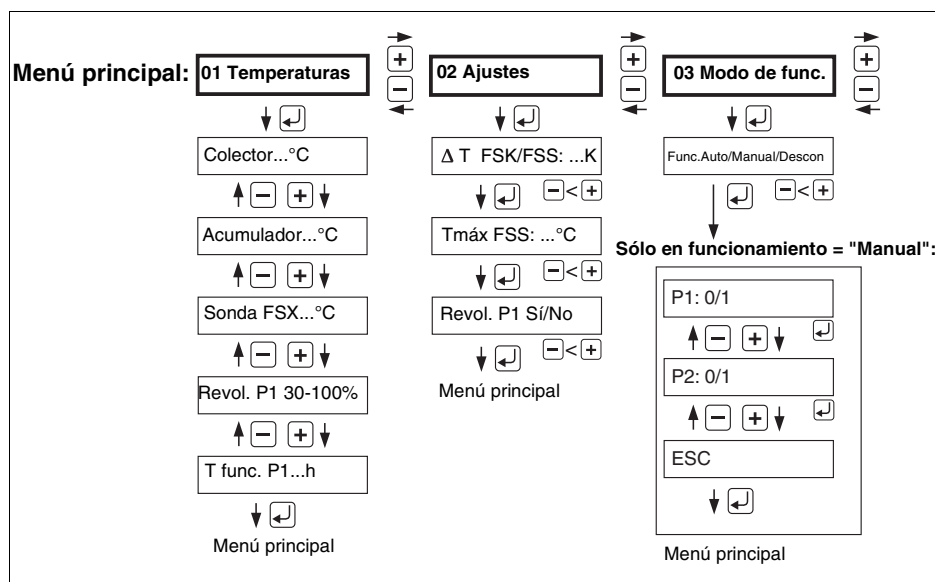 Menú principal:
01 Temperaturas
+
−
02 Ajustes
+
−
03 Modo de func.
+
−
Colector...°C
− +
Acumulador...°C
− +
Sonda FSX...°C
− +
Revol. P1 30-100%
− +
T func. P1...h
Menú principal
Δ T FSK/FSS: ...K
−<+
Tmáx FSS: ...°C
−<+
Revol. P1 Sí/No
−<+
Menú principal
Func.Auto/Manual/Descon
−<+
Sólo en funcionamiento = "Manual":
P1: 0/1
− +
P2: 0/1
− +
ESC
Menú principal